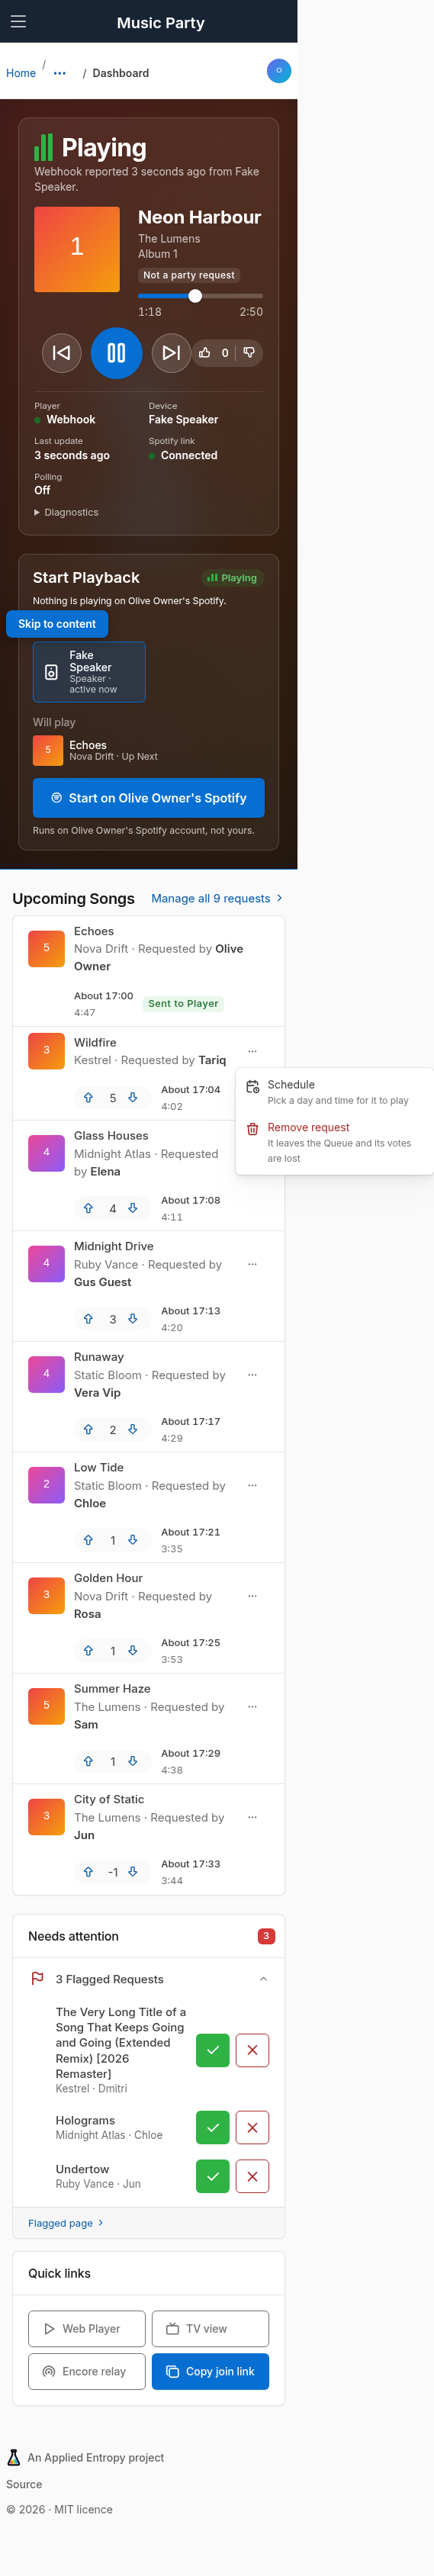 Music Party
Home / ••• / Dashboard
O
Playing
Webhook reported 3 seconds ago from Fake
Speaker.
1
Neon Harbour
The Lumens
Album 1
Not a party request
1:18 2:50
0
Player Device
Webhook Fake Speaker
Last update Spotify link
3 seconds ago Connected
Polling
Off
Diagnostics
Start Playback Playing
Nothing is playing on Olive Owner's Spotify.
Skip to content
Fake
Speaker
Speaker ·
active now
Will play
5
Echoes
Nova Drift · Up Next
Start on Olive Owner's Spotify
Runs on Olive Owner's Spotify account, not yours.
Upcoming Songs Manage all 9 requests
5
Echoes
Nova Drift · Requested by Olive
Owner
About 17:00
4:47
Sent to Player
3
Wildfire
Kestrel · Requested by Tariq
5
About 17:04
4:02
Schedule
Pick a day and time for it to play
Remove request
It leaves the Queue and its votes
are lost
4
Glass Houses
Midnight Atlas · Requested
by Elena
4
About 17:08
4:11
4
Midnight Drive
Ruby Vance · Requested by
Gus Guest
3
About 17:13
4:20
4
Runaway
Static Bloom · Requested by
Vera Vip
2
About 17:17
4:29
2
Low Tide
Static Bloom · Requested by
Chloe
1
About 17:21
3:35
3
Golden Hour
Nova Drift · Requested by
Rosa
1
About 17:25
3:53
5
Summer Haze
The Lumens · Requested by
Sam
1
About 17:29
4:38
3
City of Static
The Lumens · Requested by
Jun
-1
About 17:33
3:44
Needs attention 3
3 Flagged Requests
The Very Long Title of a
Song That Keeps Going
and Going (Extended
Remix) [2026
Remaster]
Kestrel · Dmitri
Holograms
Midnight Atlas · Chloe
Undertow
Ruby Vance · Jun
Flagged page
Quick links
Web Player TV view
Encore relay Copy join link
An Applied Entropy project
Source
© 2026 · MIT licence